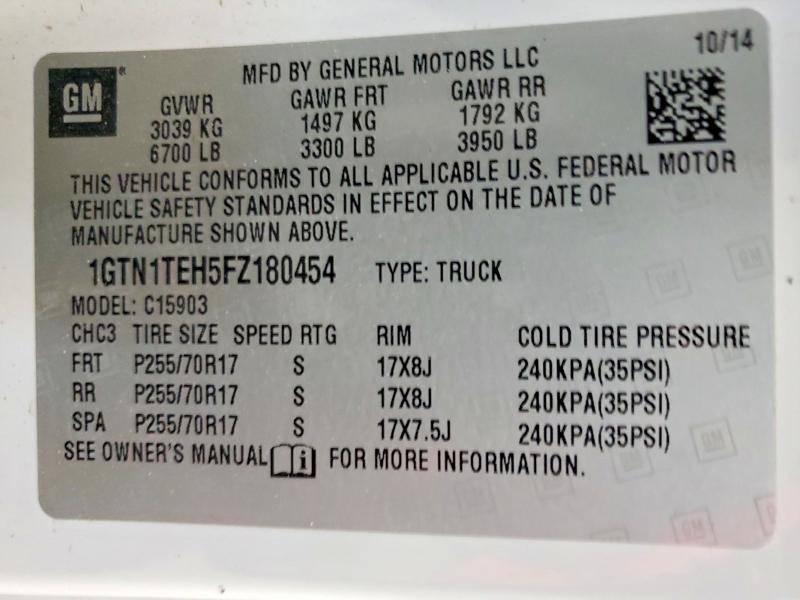 10/14
GM
MFD BY GENERAL MOTORS LLC
GVWR GAWR FRT GAWR RR
3039 KG 1497 KG 1792 KG
6700 LB 3300 LB 3950 LB
THIS VEHICLE CONFORMS TO ALL APPLICABLE U.S. FEDERAL MOTOR
VEHICLE SAFETY STANDARDS IN EFFECT ON THE DATE OF
MANUFACTURE SHOWN ABOVE.
1GTN1TEH5FZ180454 TYPE: TRUCK
MODEL: C15903
CHC3 TIRE SIZE SPEED RTG RIM COLD TIRE PRESSURE
FRT P255/70R17 S 17X8J 240KPA(35PSI)
RR P255/70R17 S 17X8J 240KPA(35PSI)
SPA P255/70R17 S 17X7.5J 240KPA(35PSI)
SEE OWNER'S MANUAL i FOR MORE INFORMATION.